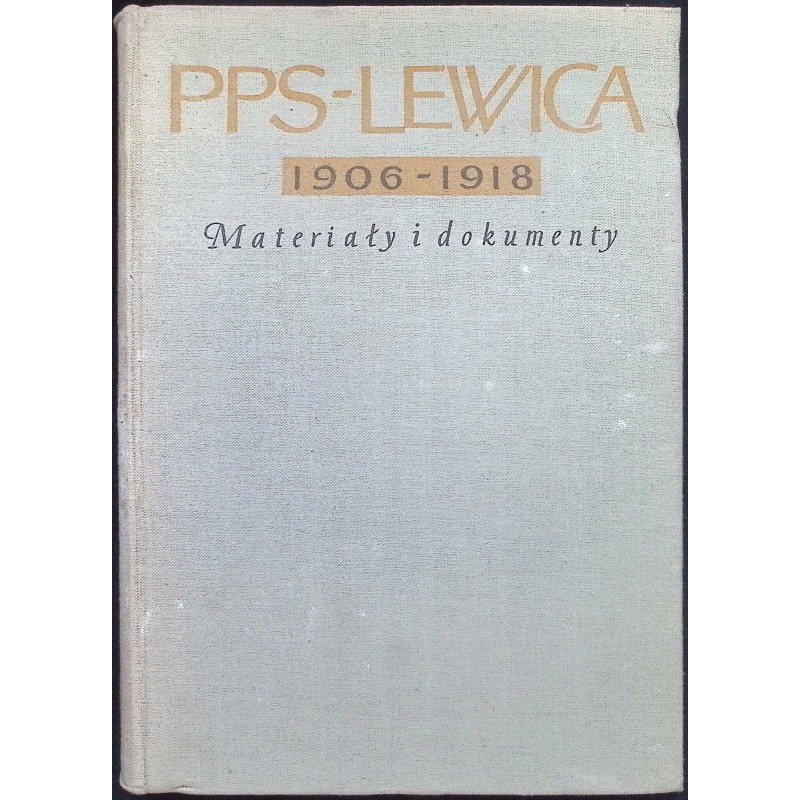 PPS-LEWICA
1906-1918
Materiały i dokumenty